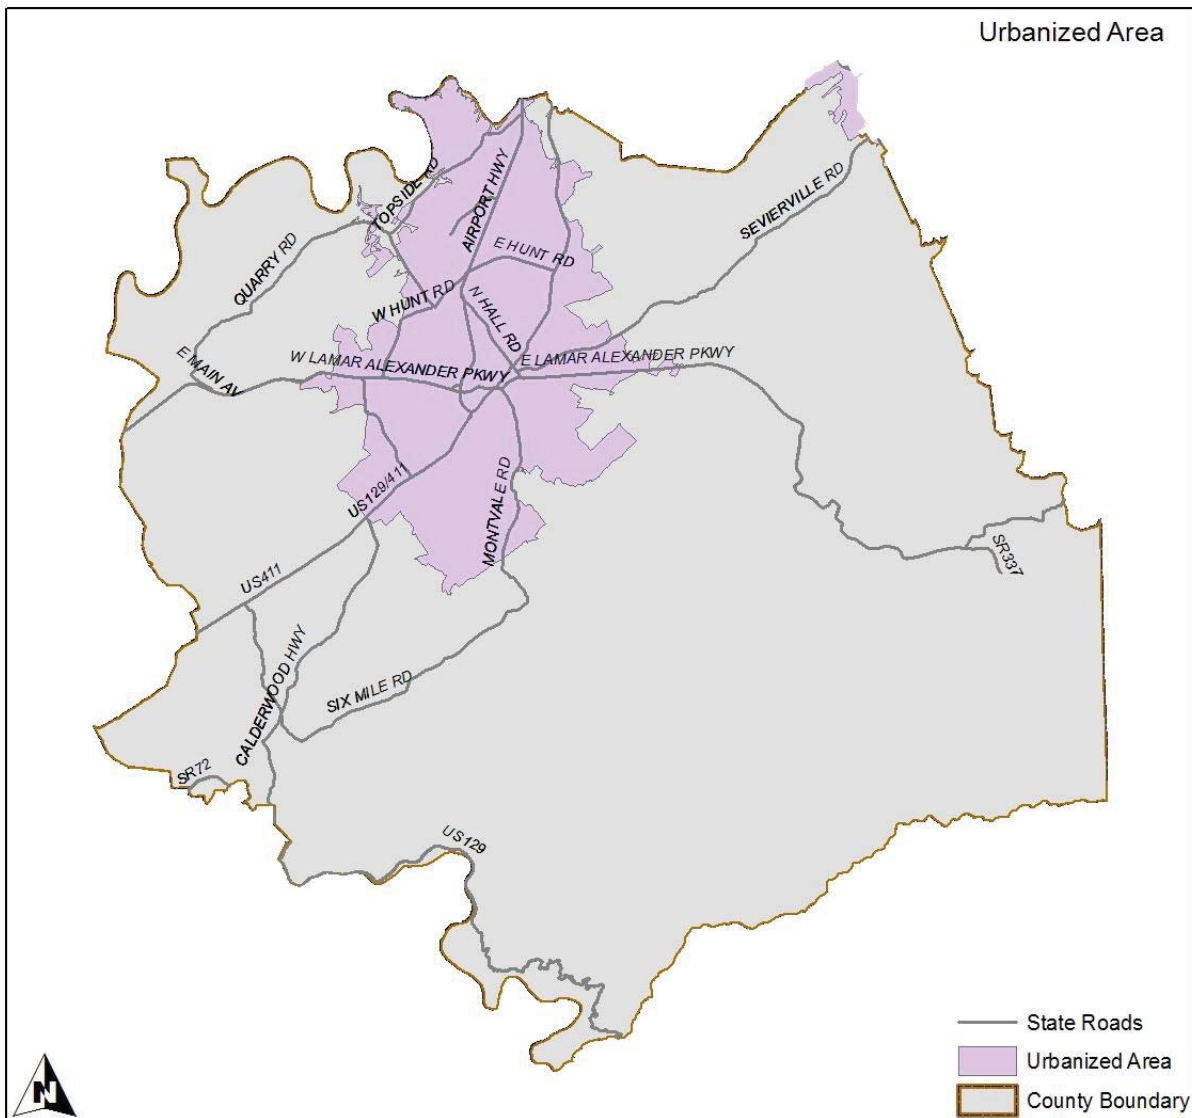 Urbanized Area
TOPSIDE RD
AIRPORT HWY
SEVIERVILLE RD
QUARRY RD
E HUNT RD
W HUNT RD
N HALL RD
E MAIN AV
W LAMAR ALEXANDER PKWY
E LAMAR ALEXANDER PKWY
US129/411
MONTVALE RD
SR337
US411
CALDERWOOD HWY
SIX MILE RD
SR72
US129
State Roads
Urbanized Area
County Boundary
N